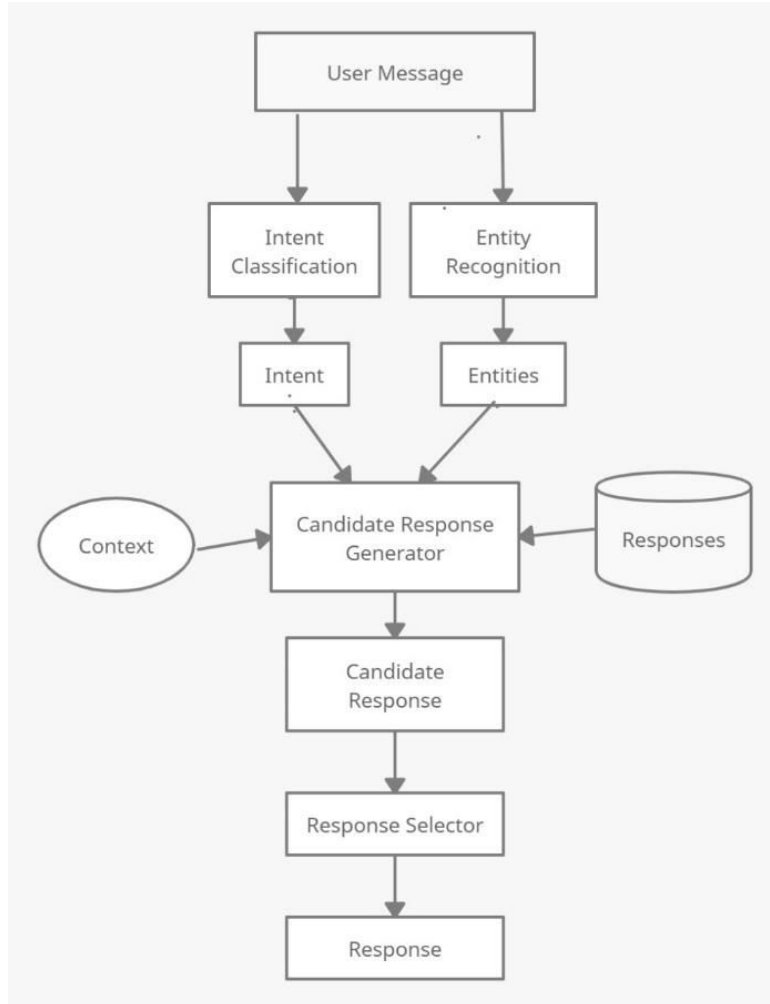 User Message
Intent
Classification
Entity
Recognition
Intent
Entities
Context
Candidate Response
Generator
Responses
Candidate
Response
Response Selector
Response